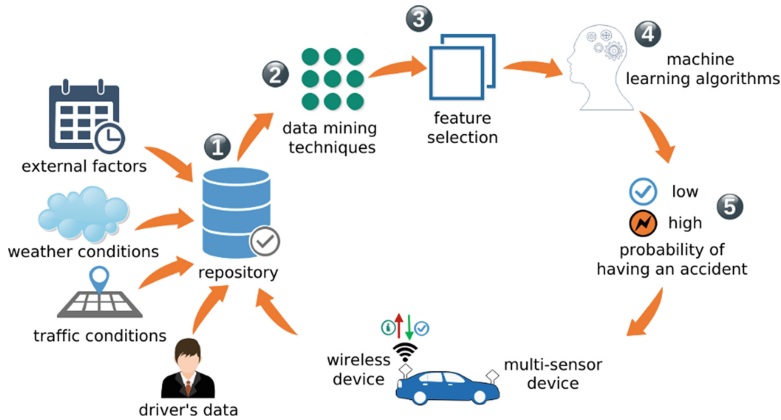 1
2
3
4
5
external factors
weather conditions
traffic conditions
driver's data
repository
data mining
techniques
feature
selection
machine
learning algorithms
low
high
probability of
having an accident
wireless
device
multi-sensor
device